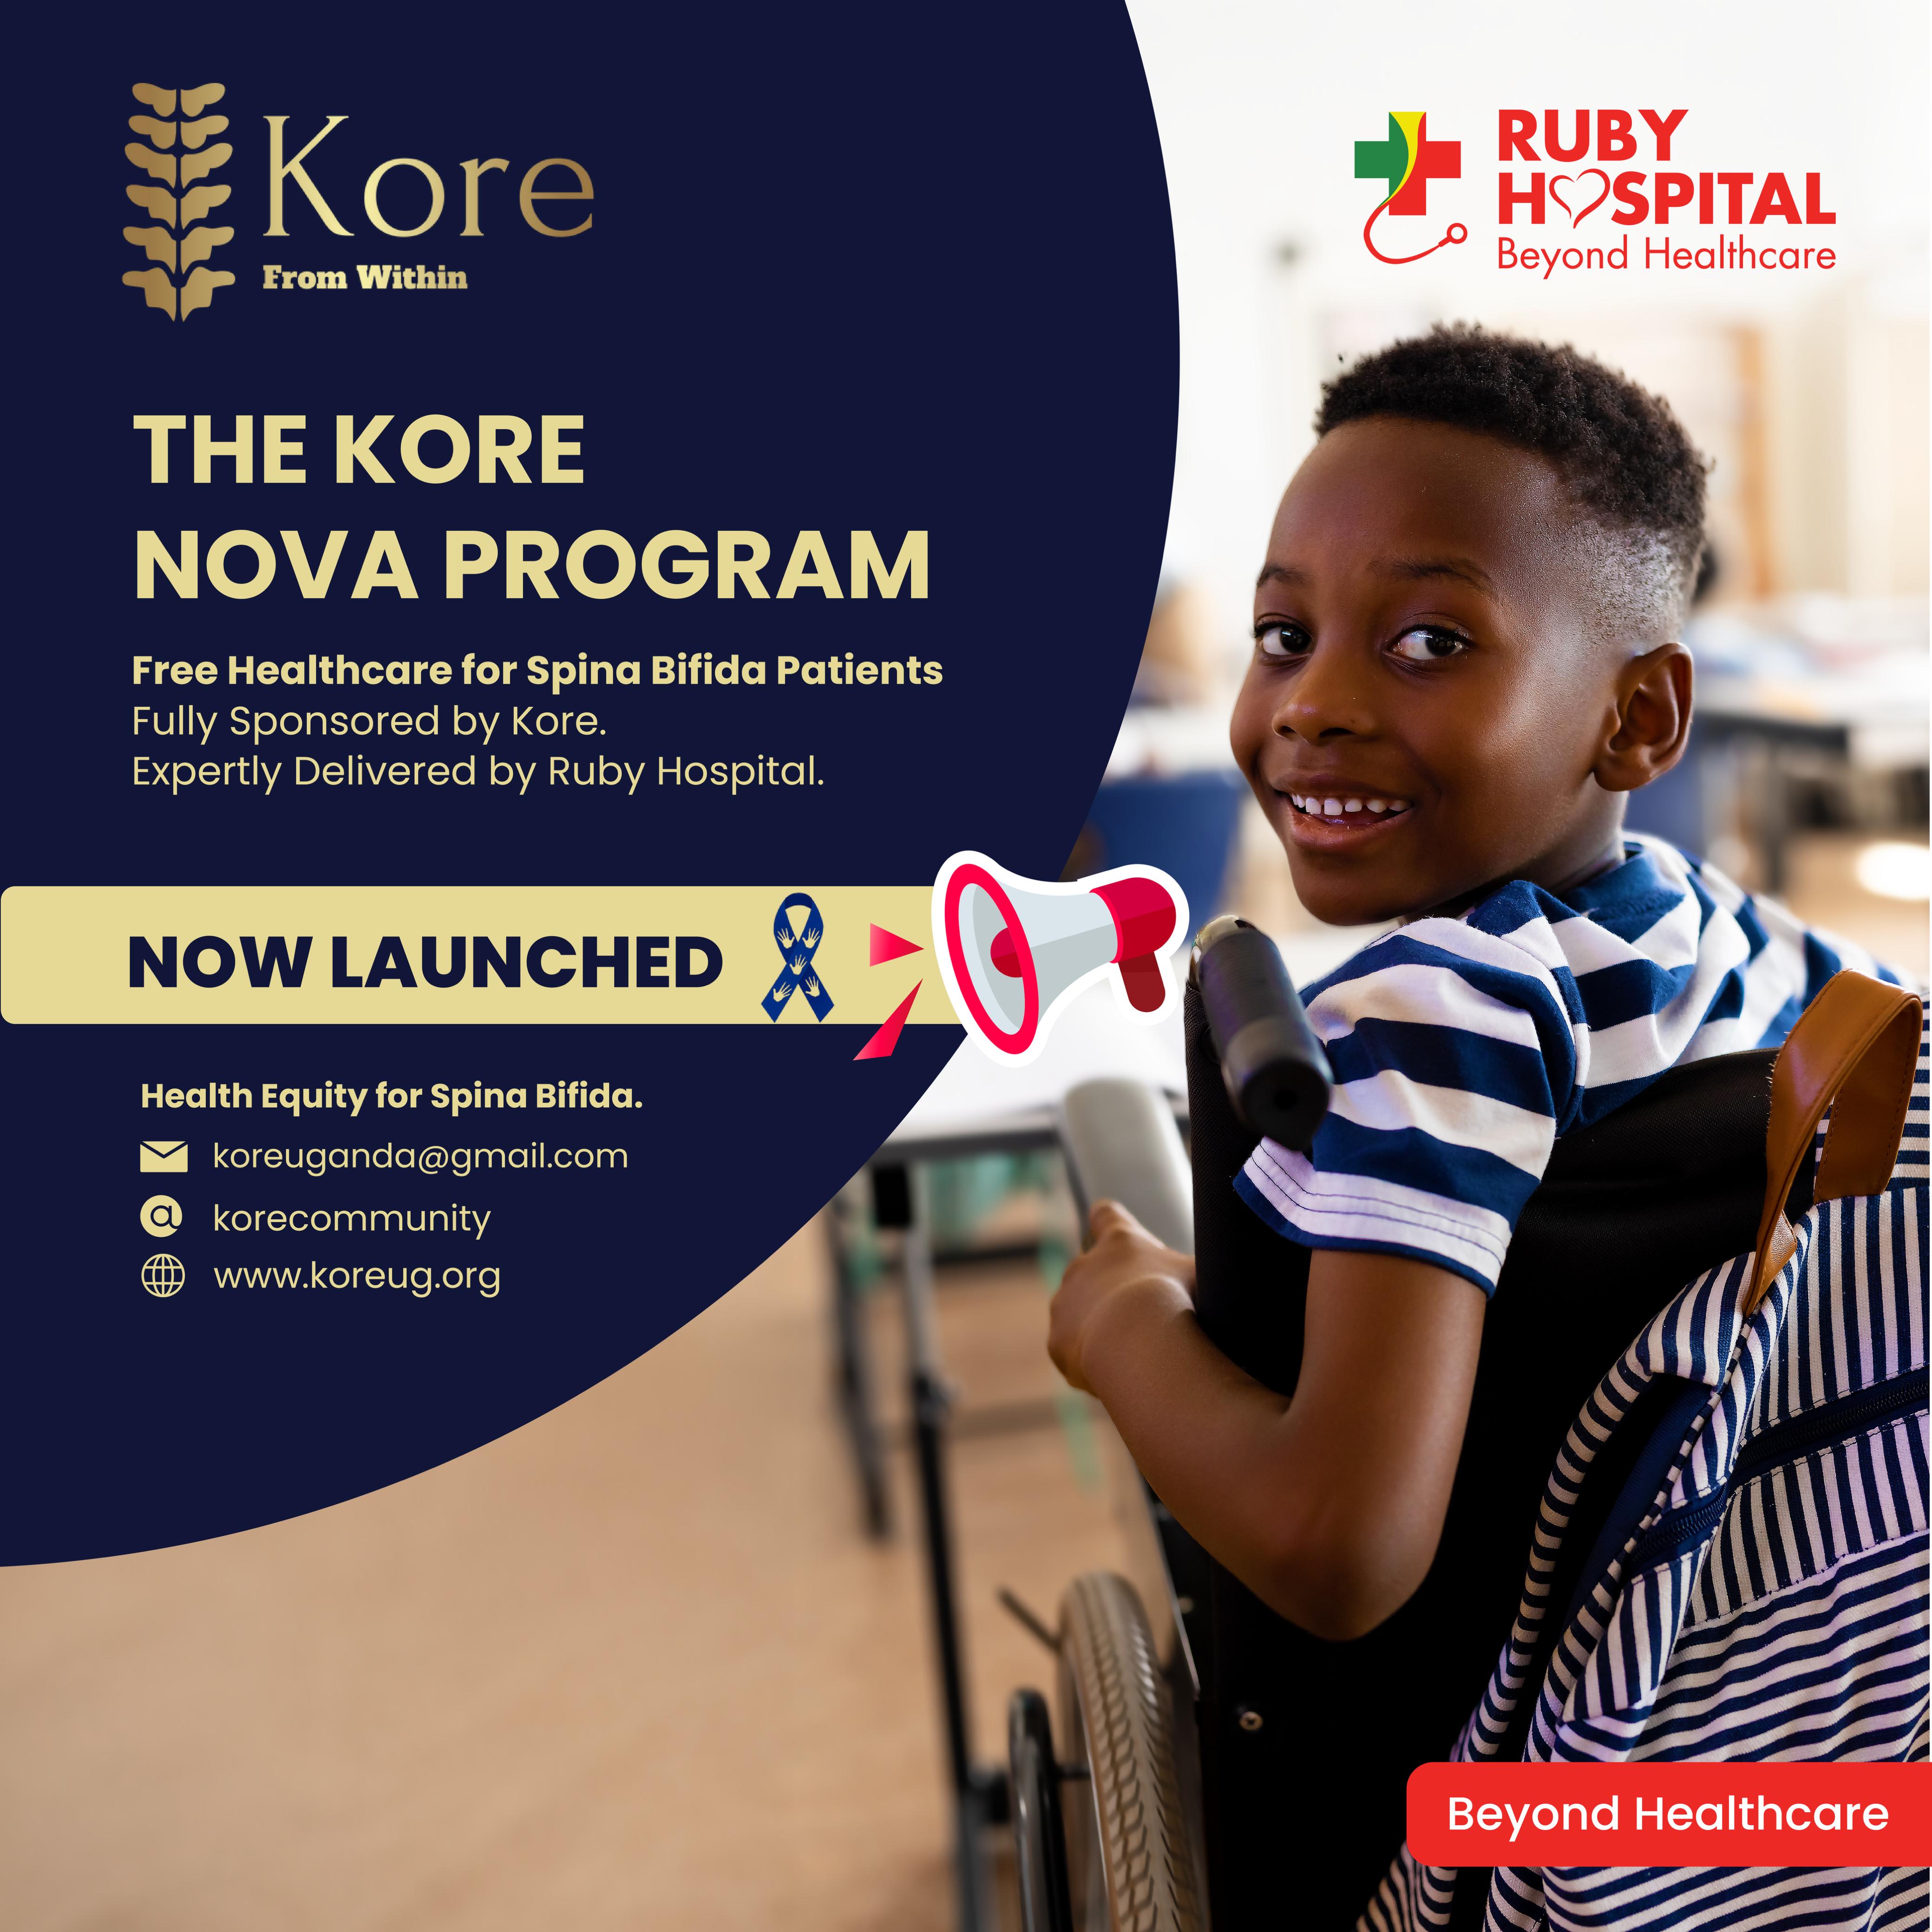 Kore
From Within
RUBY
HOSPITAL
Beyond Healthcare
THE KORE
NOVA PROGRAM
Free Healthcare for Spina Bifida Patients
Fully Sponsored by Kore.
Expertly Delivered by Ruby Hospital.
NOW LAUNCHED
Health Equity for Spina Bifida.
koreuganda@gmail.com
korecommunity
www.koreug.org
Beyond Healthcare